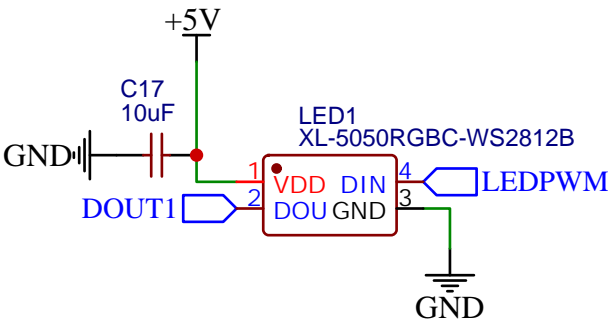 +5V
C17
10uF
GND
LED1
XL-5050RGBC-WS2812B
1 VDD DIN 4 LEDPWM
DOUT1 2 DOU GND 3
GND